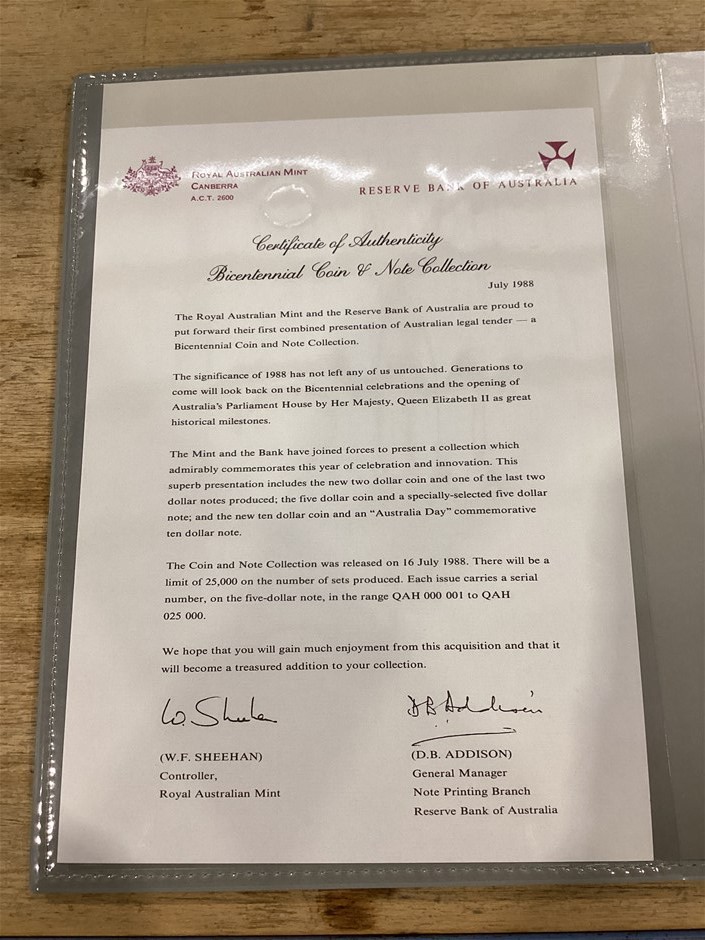 ROYAL AUSTRALIAN MINT
CANBERRA
A.C.T. 2600
RESERVE BANK OF AUSTRALIA
Certificate of Authenticity
Bicentennial Coin & Note Collection
July 1988
The Royal Australian Mint and the Reserve Bank of Australia are proud to
put forward their first combined presentation of Australian legal tender — a
Bicentennial Coin and Note Collection.
The significance of 1988 has not left any of us untouched. Generations to
come will look back on the Bicentennial celebrations and the opening of
Australia's Parliament House by Her Majesty, Queen Elizabeth II as great
historical milestones.
The Mint and the Bank have joined forces to present a collection which
admirably commemorates this year of celebration and innovation. This
superb presentation includes the new two dollar coin and one of the last two
dollar notes produced; the five dollar coin and a specially-selected five dollar
note; and the new ten dollar coin and an “Australia Day” commemorative
ten dollar note.
The Coin and Note Collection was released on 16 July 1988. There will be a
limit of 25,000 on the number of sets produced. Each issue carries a serial
number, on the five-dollar note, in the range QAH 000 001 to QAH
025 000.
We hope that you will gain much enjoyment from this acquisition and that it
will become a treasured addition to your collection.
W. Sheehan
DB Addison
(W.F. SHEEHAN)
Controller,
Royal Australian Mint
(D.B. ADDISON)
General Manager
Note Printing Branch
Reserve Bank of Australia